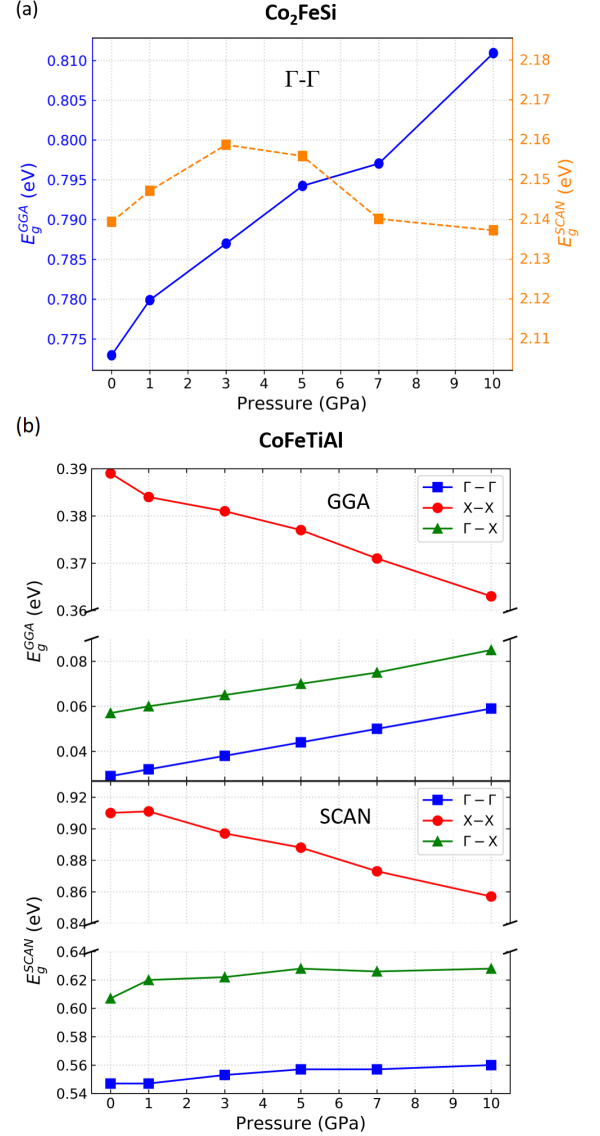 (a)
Co₂FeSi
Γ-Γ
0.810
0.805
0.800
0.795
0.790
0.785
0.780
0.775
E_g^GGA (eV)
2.18
2.17
2.16
2.15
2.14
2.13
2.12
2.11
E_g^SCAN (eV)
0 1 2 3 4 5 6 7 8 9 10
Pressure (GPa)
(b)
CoFeTiAl
GGA
Γ − Γ
X − X
Γ − X
0.39
0.38
0.37
0.36
0.08
0.06
0.04
E_g^GGA (eV)
SCAN
Γ − Γ
X − X
Γ − X
0.92
0.90
0.88
0.86
0.84
0.64
0.62
0.60
0.58
0.56
0.54
E_g^SCAN (eV)
0 1 2 3 4 5 6 7 8 9 10
Pressure (GPa)